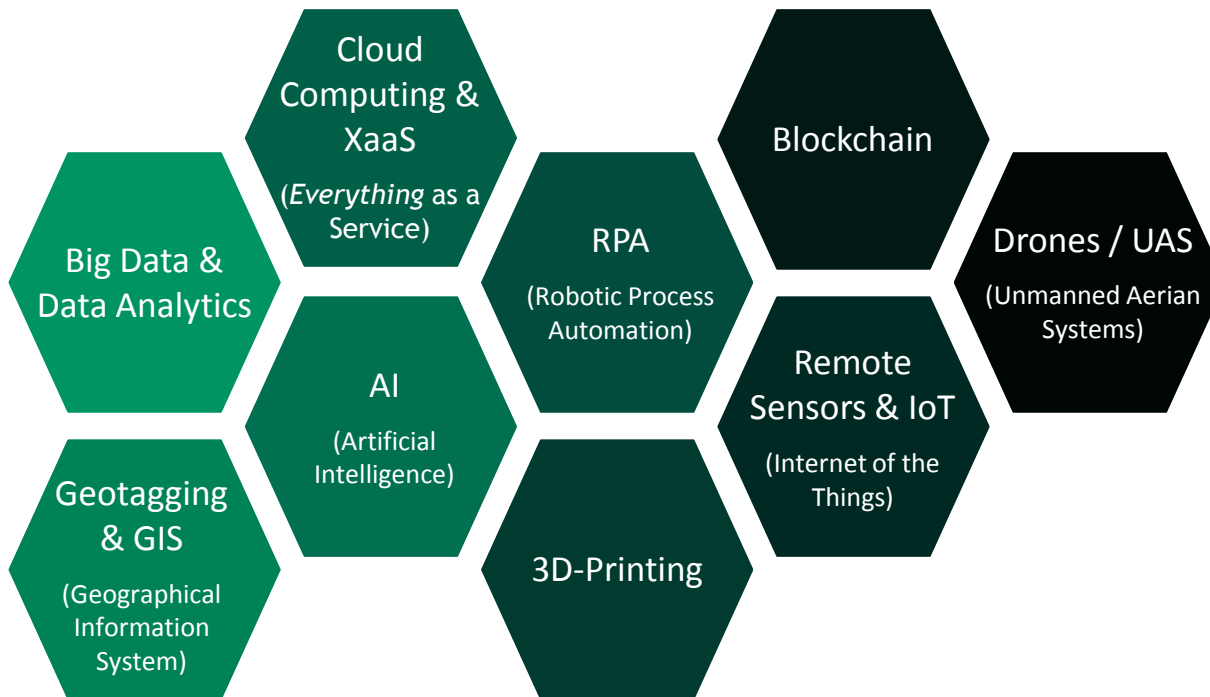 Big Data &
Data Analytics
Geotagging
& GIS
(Geographical
Information
System)
Cloud
Computing &
XaaS
(Everything as a
Service)
AI
(Artificial
Intelligence)
RPA
(Robotic Process
Automation)
3D-Printing
Blockchain
Remote
Sensors & IoT
(Internet of the
Things)
Drones / UAS
(Unmanned Aerian
Systems)